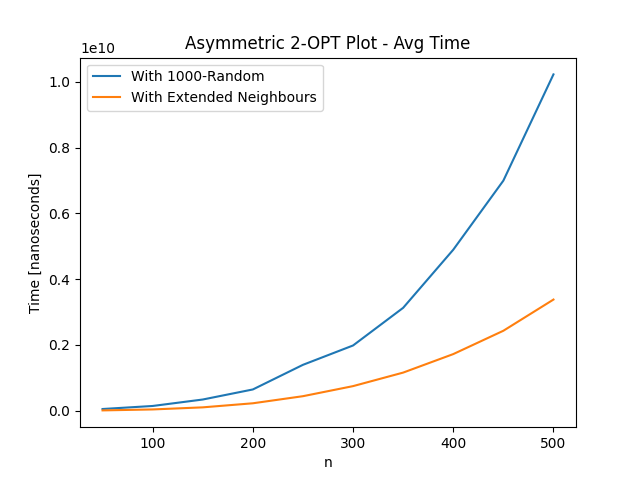 Asymmetric 2-OPT Plot - Avg Time
1e10
With 1000-Random
With Extended Neighbours
1.0
0.8
0.6
0.4
0.2
0.0
Time [nanoseconds]
100 200 300 400 500
n